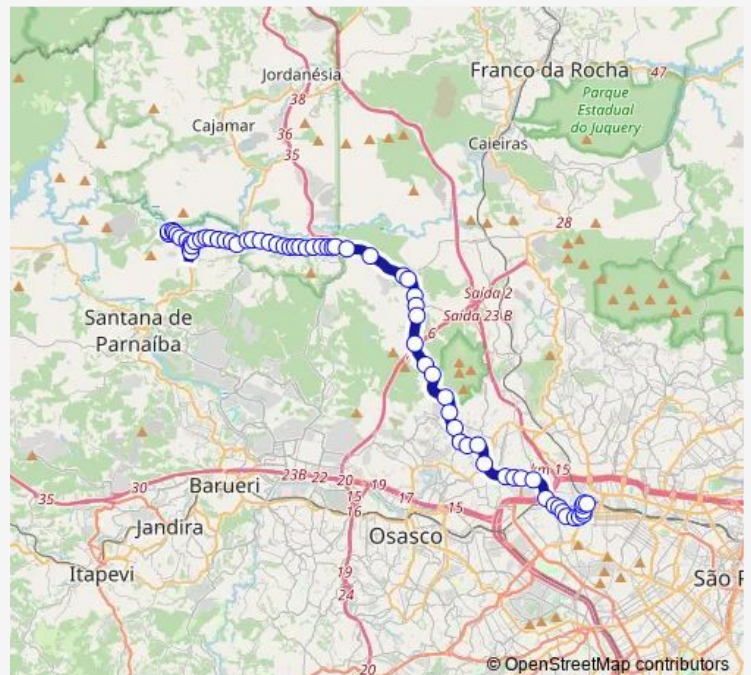 Jordanésia
Franco da Rocha
47
Parque
Estadual
do Juquery
38
Cajamar
36
35
Caieiras
28
Saída 2
Saída 23 B
6
Santana de
Parnaíba
km 15
35
30
Barueri
23B
22
20
19
15
16
17
15
Jandira
Osasco
Itapevi
19
24
20
São P
© OpenStreetMap contributors